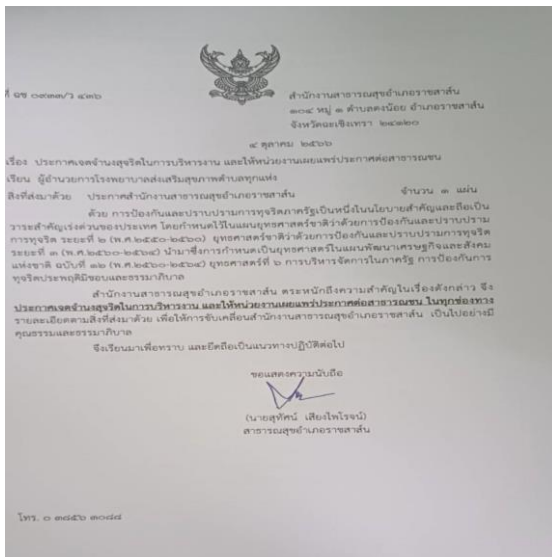 ที่ ฉช ๐๙๓๓/ว ๔๓๖
สำนักงานสาธารณสุขอำเภอราชสาส์น
๑๐๔ หมู่ ๑ ตำบลดงน้อย อำเภอราชสาส์น
จังหวัดฉะเชิงเทรา ๒๔๑๒๐
๔ ตุลาคม ๒๕๖๖
เรื่อง ประกาศเจตจำนงสุจริตในการบริหารงาน และให้หน่วยงานเผยแพร่ประกาศต่อสาธารณชน
เรียน ผู้อำนวยการโรงพยาบาลส่งเสริมสุขภาพตำบลทุกแห่ง
สิ่งที่ส่งมาด้วย ประกาศสำนักงานสาธารณสุขอำเภอราชสาส์น จำนวน ๑ แผ่น
ด้วย การป้องกันและปราบปรามการทุจริตภาครัฐเป็นหนึ่งในนโยบายสำคัญและถือเป็น
วาระสำคัญเร่งด่วนของประเทศ โดยกำหนดไว้ในแผนยุทธศาสตร์ชาติว่าด้วยการป้องกันและปราบปราม
การทุจริต ระยะที่ ๒ (พ.ศ.๒๕๕๐-๒๕๖๐) ยุทธศาสตร์ชาติว่าด้วยการป้องกันและปราบปรามการทุจริต
ระยะที่ ๓ (พ.ศ.๒๕๖๐-๒๕๖๔) นำมาซึ่งการกำหนดเป็นยุทธศาสตร์ในแผนพัฒนาเศรษฐกิจและสังคม
แห่งชาติ ฉบับที่ ๑๒ (พ.ศ.๒๕๖๐-๒๕๖๔) ยุทธศาสตร์ที่ ๖ การบริหารจัดการในภาครัฐ การป้องกันการ
ทุจริตประพฤติมิชอบและธรรมาภิบาล
สำนักงานสาธารณสุขอำเภอราชสาส์น ตระหนักถึงความสำคัญในเรื่องดังกล่าว จึง
ประกาศเจตจำนงสุจริตในการบริหารงาน และให้หน่วยงานเผยแพร่ประกาศต่อสาธารณชน ในทุกช่องทาง
รายละเอียดตามสิ่งที่ส่งมาด้วย เพื่อให้การขับเคลื่อนสำนักงานสาธารณสุขอำเภอราชสาส์น เป็นไปอย่างมี
คุณธรรมและธรรมาภิบาล
จึงเรียนมาเพื่อทราบ และยึดถือเป็นแนวทางปฏิบัติต่อไป
ขอแสดงความนับถือ
(นายสุทัศน์ เสียงไพโรจน์)
สาธารณสุขอำเภอราชสาส์น
โทร. ๐ ๓๘๕๖ ๓๐๘๘